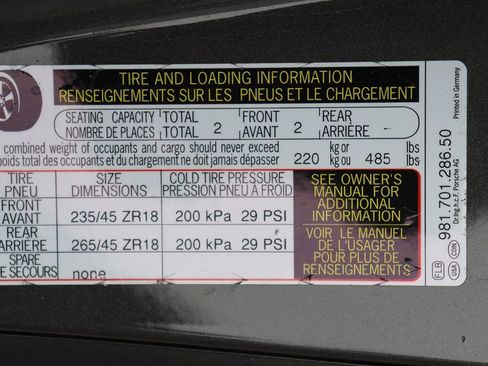 TIRE AND LOADING INFORMATION
RENSEIGNEMENTS SUR LES PNEUS ET LE CHARGEMENT
SEATING CAPACITY TOTAL 2 FRONT 2 REAR
NOMBRE DE PLACES TOTAL AVANT ARRIÈRE
combined weight of occupants and cargo should never exceed 220 kg or 485 lbs
poids total des occupants et du chargement ne doit jamais dépasser kg ou lbs
TIRE SIZE COLD TIRE PRESSURE
PNEU DIMENSIONS PRESSION PNEU A FROID
FRONT
AVANT 235/45 ZR18 200 kPa 29 PSI
REAR
ARRIÈRE 265/45 ZR18 200 kPa 29 PSI
SPARE
DE SECOURS none
SEE OWNER'S
MANUAL FOR
ADDITIONAL
INFORMATION
VOIR LE MANUEL
DE L'USAGER
POUR PLUS DE
RENSEIGNEMENTS
981.701.286.50
Dr.Ing.h.c.F. Porsche AG
Printed in Germany
FLB USA CDN